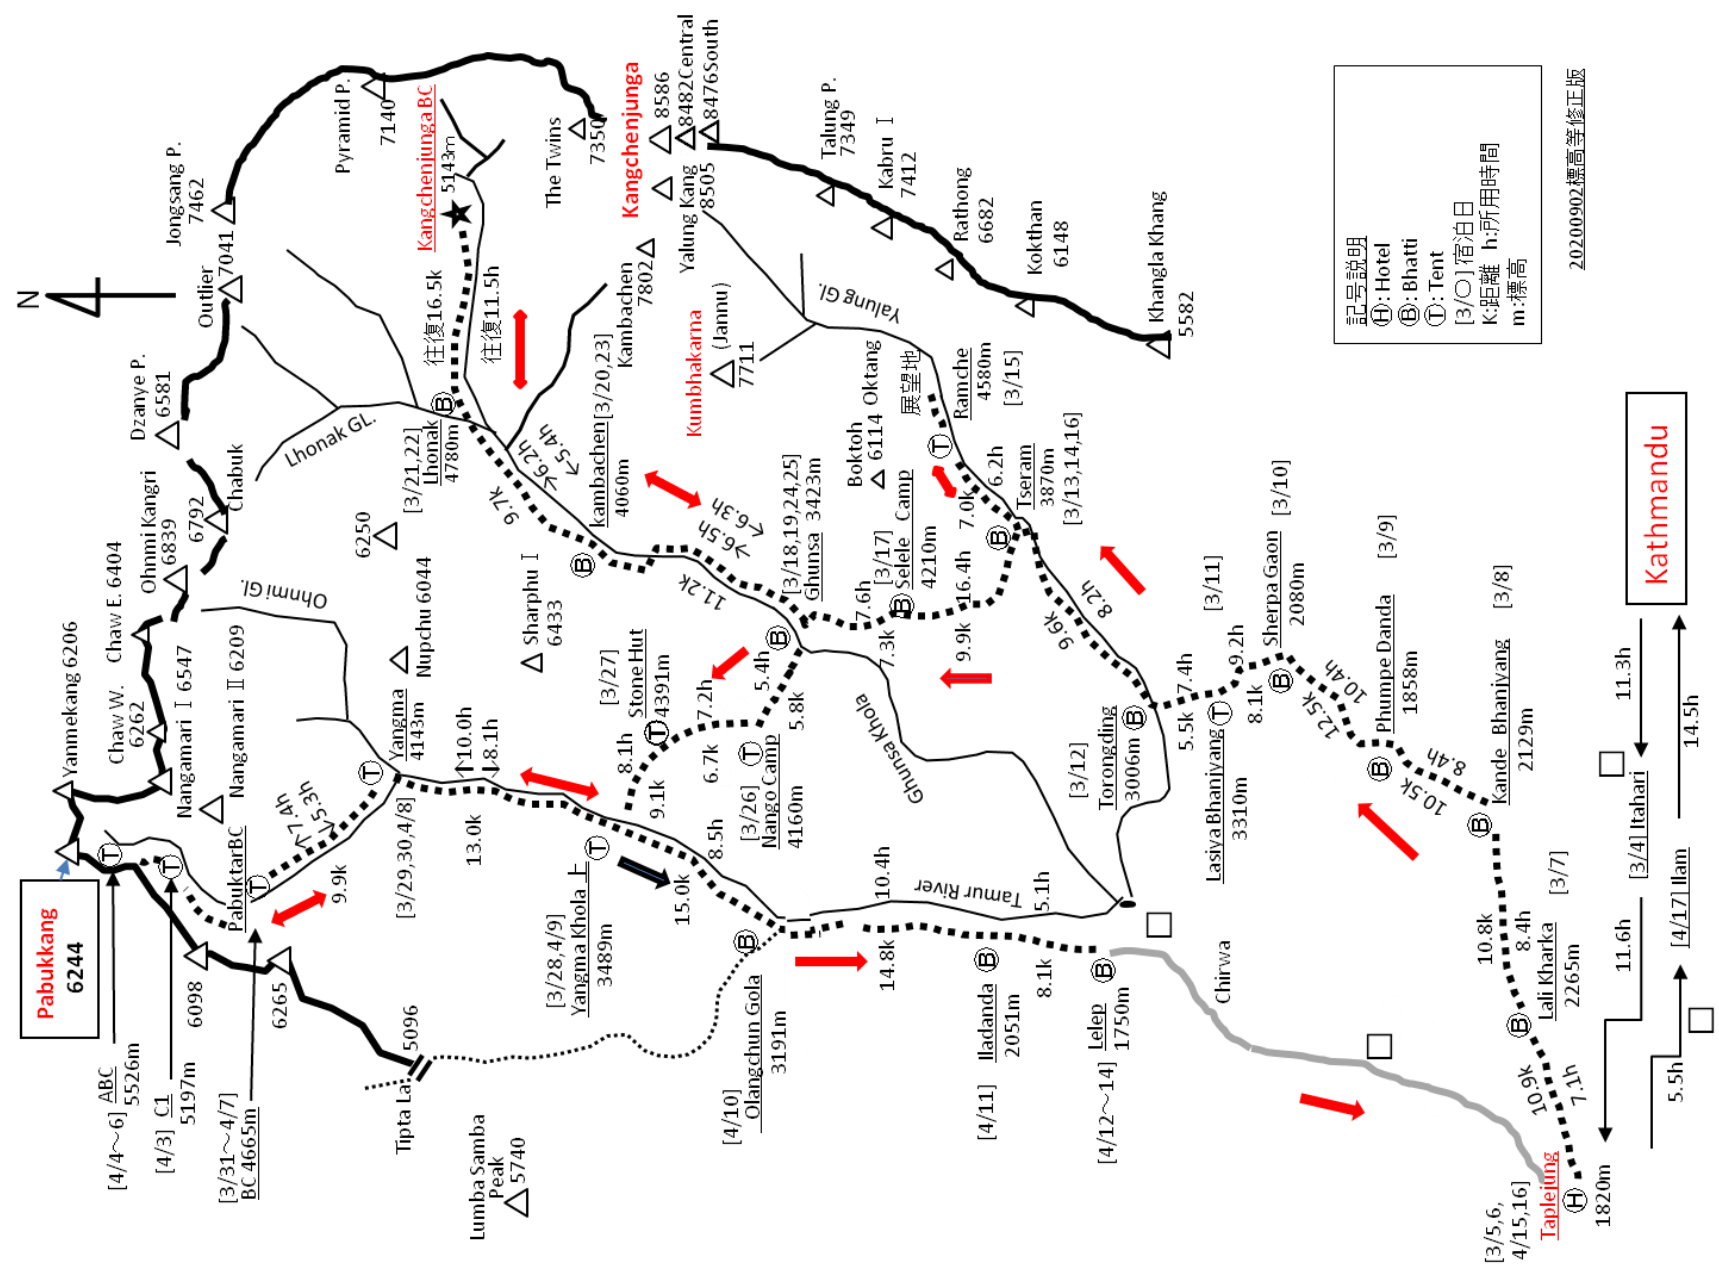 N
Pabukkang
6244
Yanmekang 6206
Chaw W.
6262
Chaw E. 6404
Nangamari Ⅰ 6547
Nangamari Ⅱ 6209
Ohnmi Kangri
6839
6792
Chabuk
Dzanye P.
6581
Outlier
7041
Jongsang P.
7462
Pyramid P.
7140
Kangchenjunga BC
5143m
The Twins
7350
Kangchenjunga
8586
8482Central
8476South
Yalung Kang
8505
Kambachen
7802
Kumbhakarna
(Jannu)
7711
Talung P.
7349
Kabru Ⅰ
7412
Rathong
6682
Kokthan
6148
Khangla Khang
5582
Yalung Gl.
Lhonak GL.
Ohnmi Gl.
往復16.5k
往復11.5h
[3/21,22]
Lhonak
4780m
6250
Nupchu 6044
Sharphu Ⅰ
6433
9.7k
→6.2h
←5.4h
[3/20,23]
kambachen
4060m
11.2k
→6.5h
←6.3h
[3/18,19,24,25]
Ghunsa 3423m
Boktoh
6114
Oktang
展望地
Ramche
4580m
[3/15]
7.0k
6.2h
Tseram
3870m
[3/13,14,16]
[3/17]
Selele Camp
4210m
7.6h
7.3k
16.4h
9.9k
5.4h
5.8k
[3/26]
Nango Camp
4160m
7.2h
6.7k
[3/27]
Stone Hut
4391m
8.1h
9.1k
Yangma
4143m
[3/29,30,4/8]
←10.0h
→8.1h
13.0k
→7.4h
←5.3h
9.9k
PabuktarBC
[4/4～6] ABC
5526m
[4/3] C1
5197m
[3/31～4/7]
BC 4665m
6098
6265
5096
Tipta La
Lumba Samba
Peak
5740
[3/28,4/9]
Yangma Khola 上
3489m
15.0k
8.5h
[4/10]
Olangchun Gola
3191m
10.4h
14.8k
Tamur River
Ghunsa Khola
[4/11]
Iladanda
2051m
5.1h
8.1k
[4/12～14]
Lelep
1750m
Chirwa
[3/12]
Torongding
3006m
9.6k
8.2h
7.4h
5.5k
[3/11]
Lasiya Bhanjyang
3310m
9.2h
8.1k
[3/10]
Sherpa Gaon
2080m
10.4h
12.5k
[3/9]
Phumpe Danda
1858m
8.4h
10.5k
[3/8]
Kande Bhanjyang
2129m
10.8k
8.4h
[3/7]
Lali Kharka
2265m
10.9k
7.1h
[3/5,6,
4/15,16]
Taplejung
1820m
Kathmandu
11.3h
14.5h
[3/4] Itahari
11.6h
[4/17] Ilam
5.5h
記号説明
Ⓗ: Hotel
Ⓑ: Bhatti
Ⓣ: Tent
[3/○] 宿泊日
K:距離 h:所用時間
m:標高
20200902標高等修正版